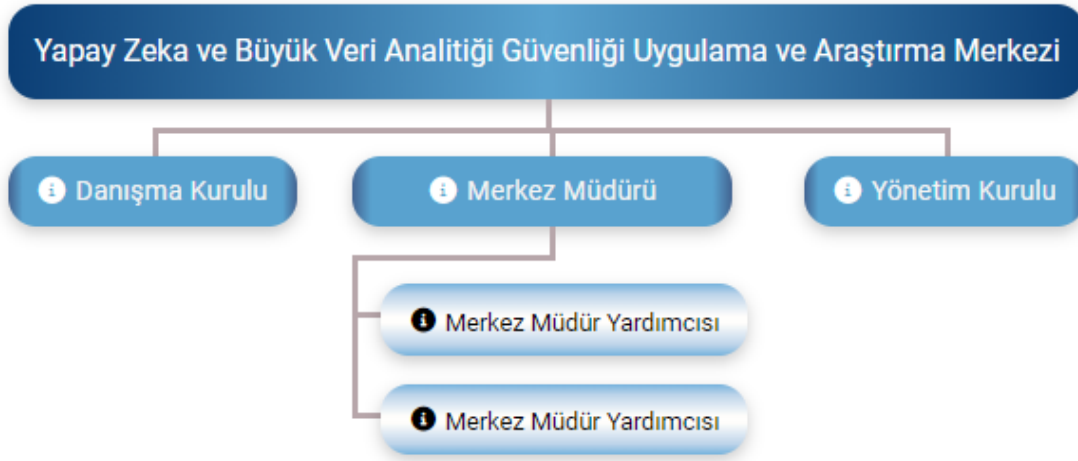 Yapay Zeka ve Büyük Veri Analitiği Güvenliği Uygulama ve Araştırma Merkezi
Danışma Kurulu
Merkez Müdürü
Yönetim Kurulu
Merkez Müdür Yardımcısı
Merkez Müdür Yardımcısı